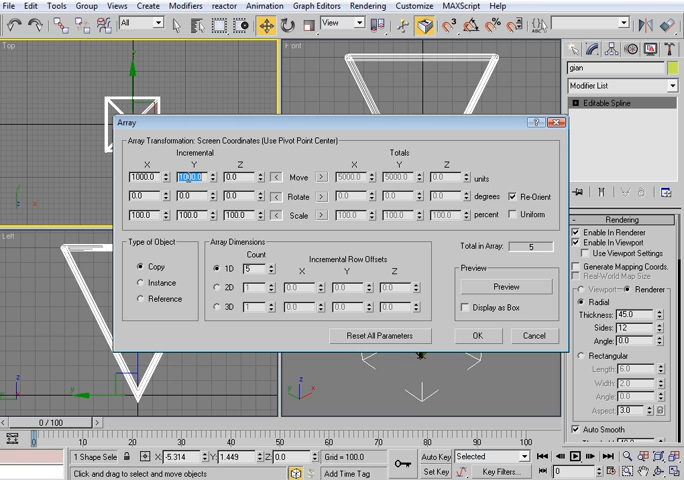 File Edit Tools Group Views Create Modifiers reactor Animation Graph Editors Rendering Customize MAXScript Help
All View
Top Front
gian
Modifier List
Editable Spline
Array
Array Transformation: Screen Coordinates (Use Pivot Point Center)
Incremental Totals
X Y Z X Y Z
1000.0 1000.0 0.0 < Move > 5000.0 5000.0 0.0 units
0.0 0.0 0.0 < Rotate > 0.0 0.0 0.0 degrees Re-Orient
100.0 100.0 100.0 < Scale > 100.0 100.0 100.0 percent Uniform
Type of Object
Copy
Instance
Reference
Array Dimensions
Count
Incremental Row Offsets
1D 5 X Y Z
2D 1 0.0 0.0 0.0
3D 1 0.0 0.0 0.0
Total in Array: 5
Preview
Preview
Display as Box
Reset All Parameters OK Cancel
Left
Rendering
Enable In Renderer
Enable In Viewport
Use Viewport Settings
Generate Mapping Coords.
Real-World Map Size
Viewport Renderer
Radial
Thickness: 45.0
Sides: 12
Angle: 0.0
Rectangular
Length: 6.0
Width: 2.0
Angle: 0.0
Aspect: 3.0
Auto Smooth
0 / 100
0 10 20 30 40 50 60 70 80 90 100
1 Shape Sele X: -5.314 Y: 1.449 Z: 0.0 Grid = 100.0 Auto Key Selected
Click and drag to select and move objects Add Time Tag Set Key Key Filters... 0